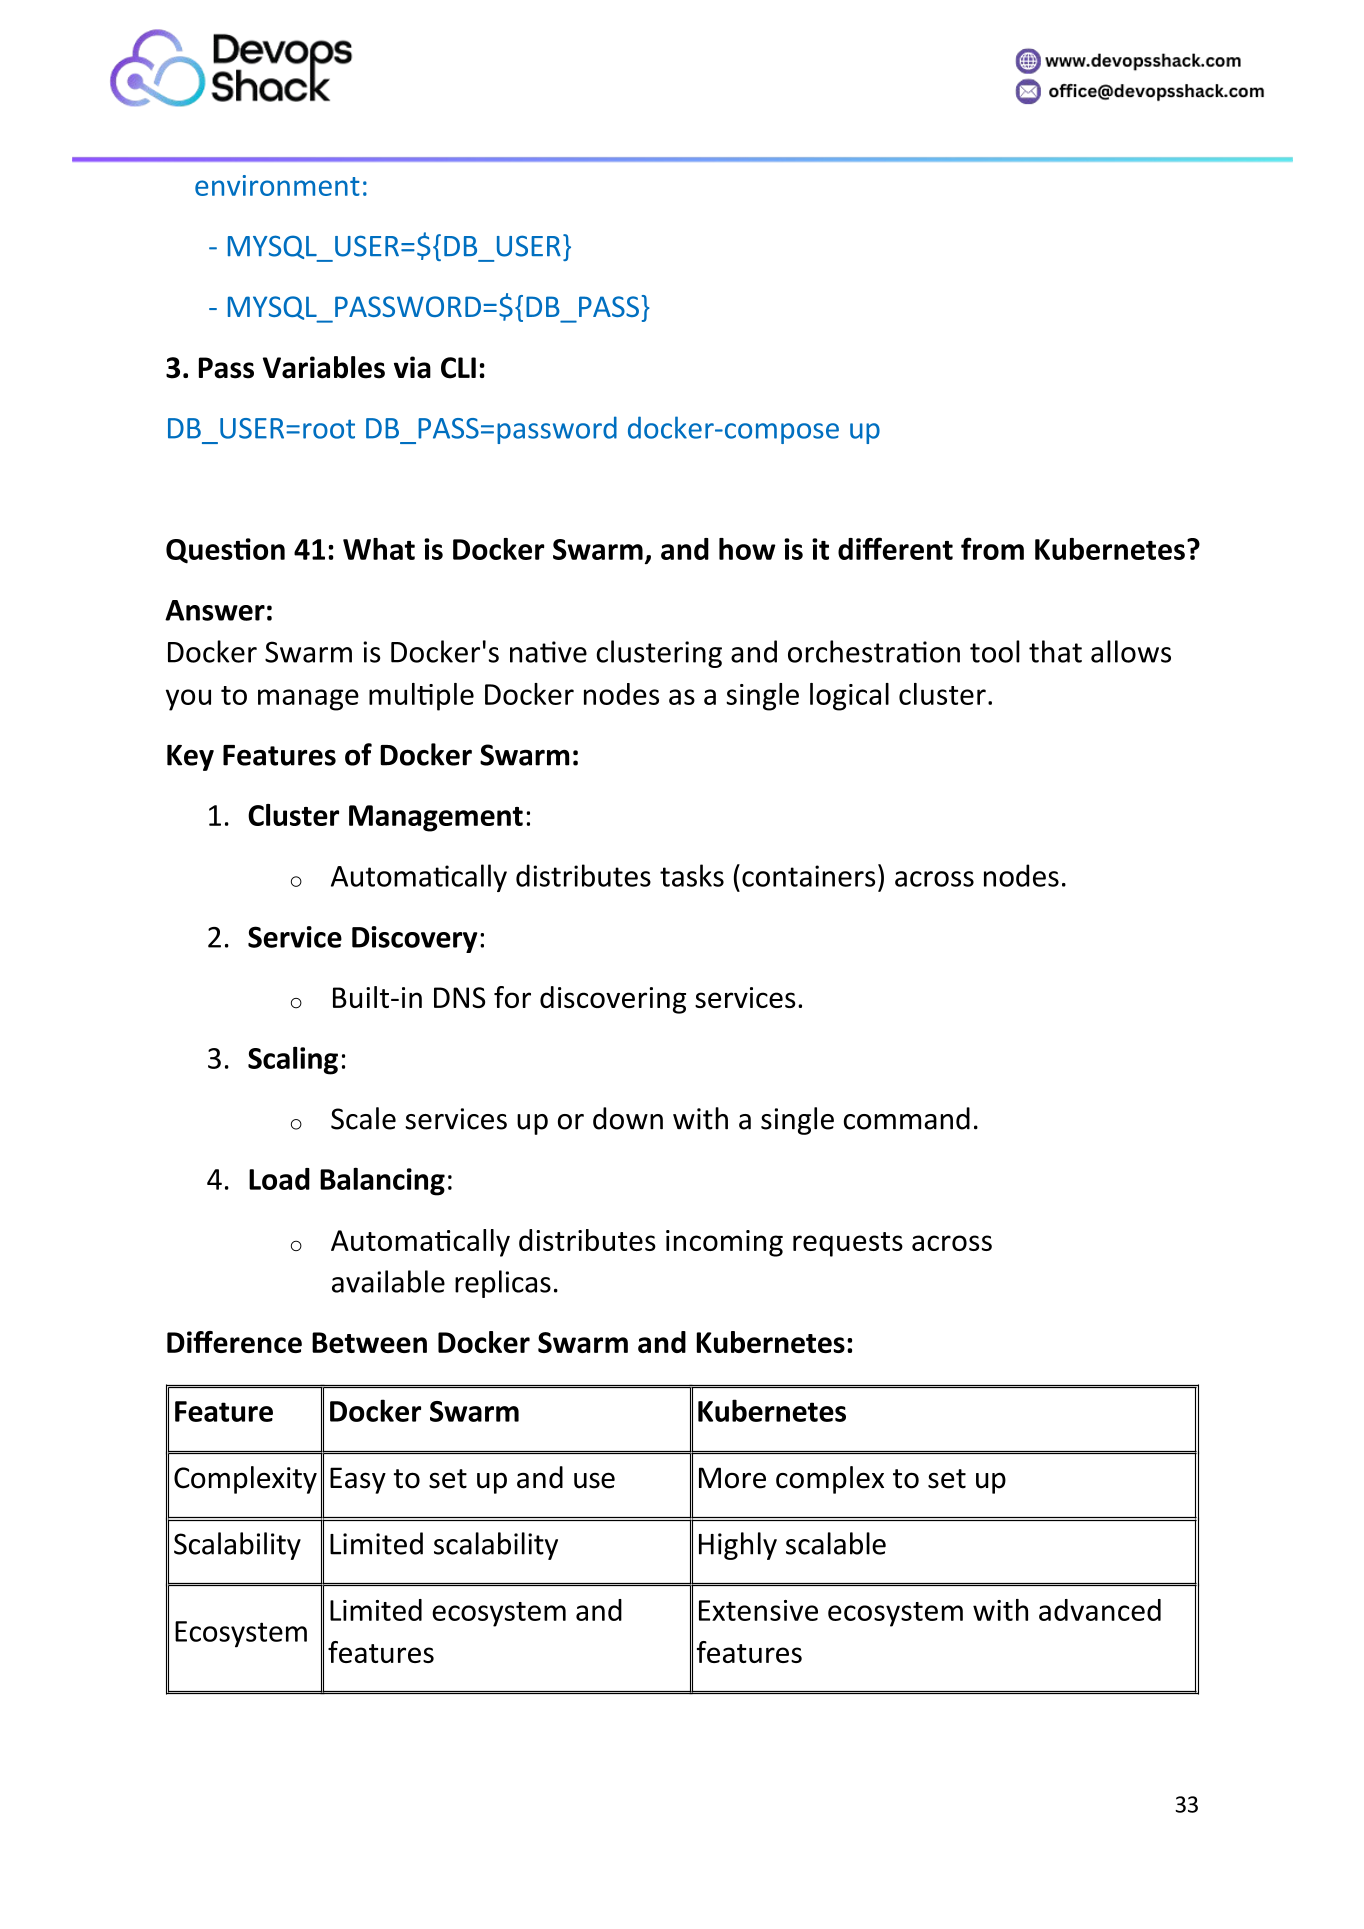 Devops
Shack
www.devopsshack.com
office@devopsshack.com
environment:
- MYSQL_USER=${DB_USER}
- MYSQL_PASSWORD=${DB_PASS}
3. Pass Variables via CLI:
DB_USER=root DB_PASS=password docker-compose up
Question 41: What is Docker Swarm, and how is it different from Kubernetes?
Answer:
Docker Swarm is Docker's native clustering and orchestration tool that allows
you to manage multiple Docker nodes as a single logical cluster.
Key Features of Docker Swarm:
1. Cluster Management:
○ Automatically distributes tasks (containers) across nodes.
2. Service Discovery:
○ Built-in DNS for discovering services.
3. Scaling:
○ Scale services up or down with a single command.
4. Load Balancing:
○ Automatically distributes incoming requests across
available replicas.
Difference Between Docker Swarm and Kubernetes:
Feature Docker Swarm Kubernetes
Complexity Easy to set up and use More complex to set up
Scalability Limited scalability Highly scalable
Ecosystem Limited ecosystem and features Extensive ecosystem with advanced features
33